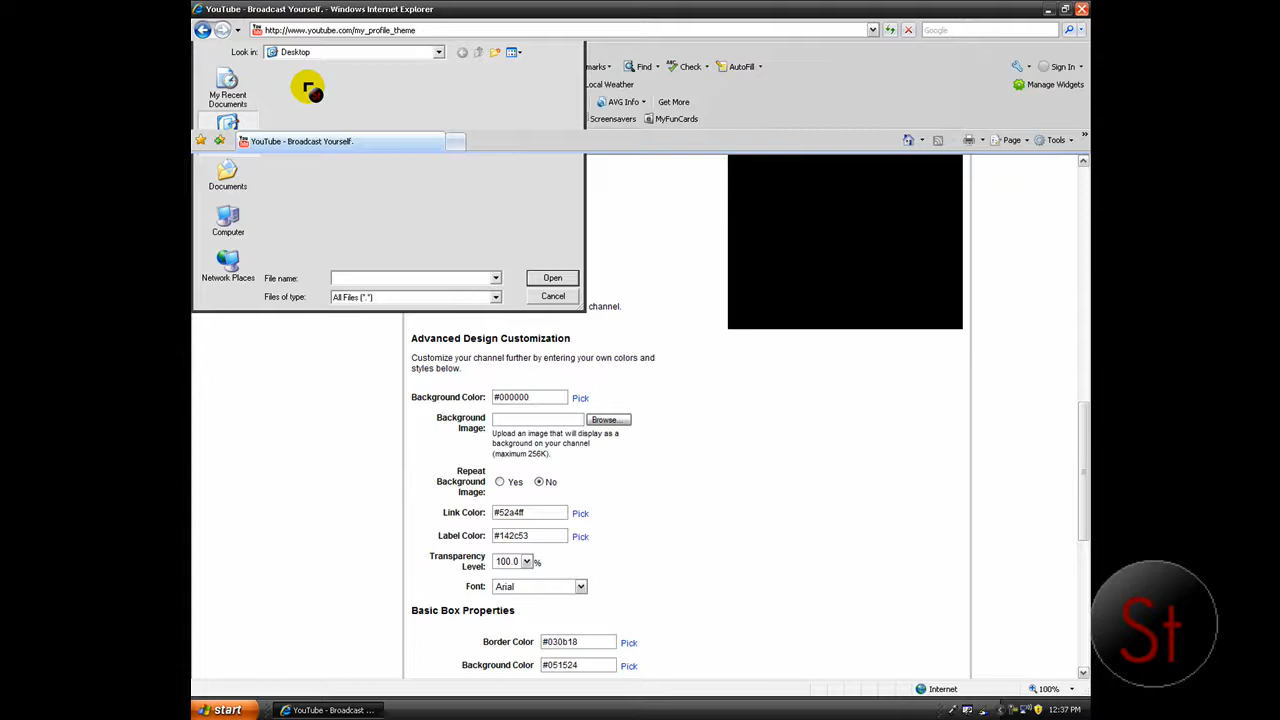 YouTube - Broadcast Yourself. - Windows Internet Explorer
http://www.youtube.com/my_profile_theme
Google
Look in: Desktop
marks Find Check AutoFill Sign In
My Recent Documents
ocal Weather
Manage Widgets
AVG Info Get More
Screensavers MyFunCards
YouTube - Broadcast Yourself.
Page Tools
Documents
Computer
Network Places
File name: Open
Files of type: All Files (*.*) Cancel
channel.
Advanced Design Customization
Customize your channel further by entering your own colors and
styles below.
Background Color: #000000 Pick
Background Image: Browse...
Upload an image that will display as a
background on your channel
(maximum 256K).
Repeat Background Image: Yes No
Link Color: #52a4ff Pick
Label Color: #142c53 Pick
Transparency Level: 100.0 %
Font: Arial
Basic Box Properties
Border Color #030b18 Pick
Background Color #051524 Pick
Internet 100%
start YouTube - Broadcast ... 12:37 PM
St